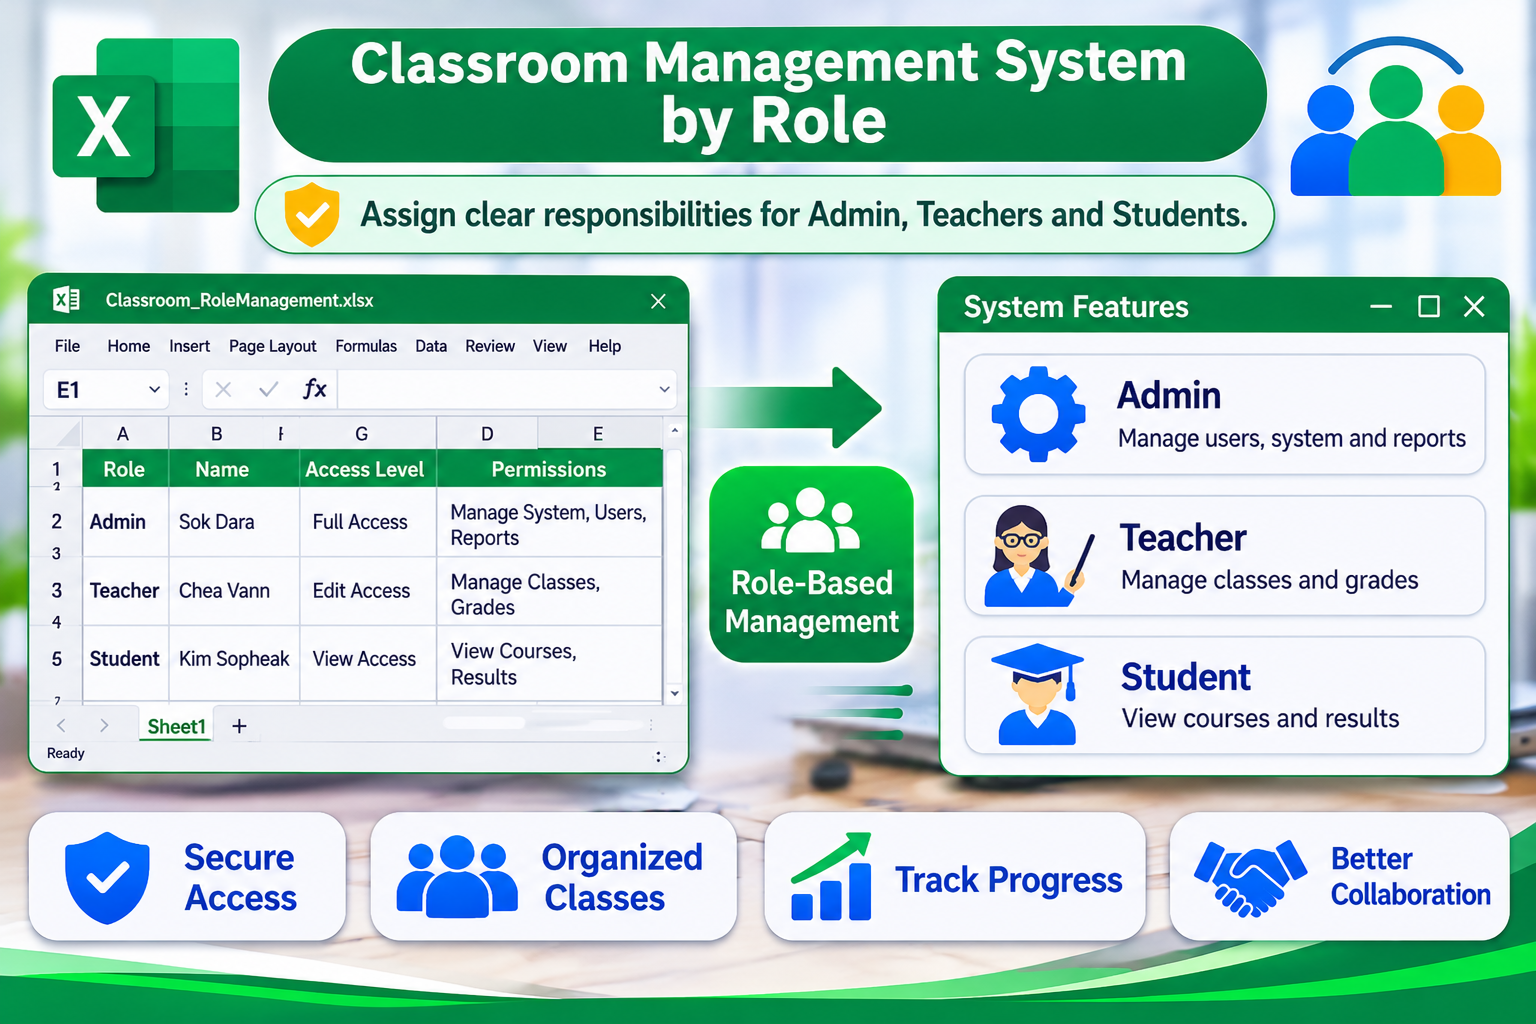 X
Classroom Management System
by Role
Assign clear responsibilities for Admin, Teachers and Students.
Classroom_RoleManagement.xlsx
File Home Insert Page Layout Formulas Data Review View Help
E1 fx
A B G D E
1 Role Name Access Level Permissions
2
2 Admin Sok Dara Full Access Manage System, Users,
Reports
3
3 Teacher Chea Vann Edit Access Manage Classes,
Grades
4
5 Student Kim Sopheak View Access View Courses,
Results
7
Sheet1 +
Ready
Role-Based
Management
System Features
Admin
Manage users, system and reports
Teacher
Manage classes and grades
Student
View courses and results
Secure
Access
Organized
Classes
Track Progress
Better
Collaboration